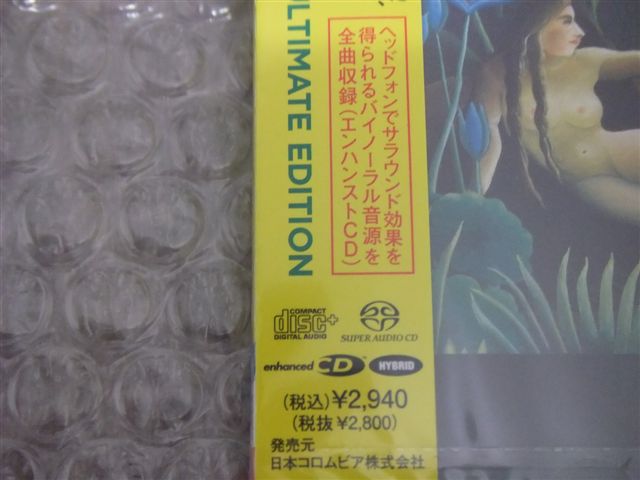 ULTIMATE EDITION
ヘッドフォンでサラウンド効果を
得られるバイノーラル音源を
全曲収録（エンハンストCD）
COMPACT
disc+
DIGITAL AUDIO
SUPER AUDIO CD
enhanced CD™
HYBRID
(税込)¥2,940
(税抜¥2,800)
発売元
日本コロムビア株式会社